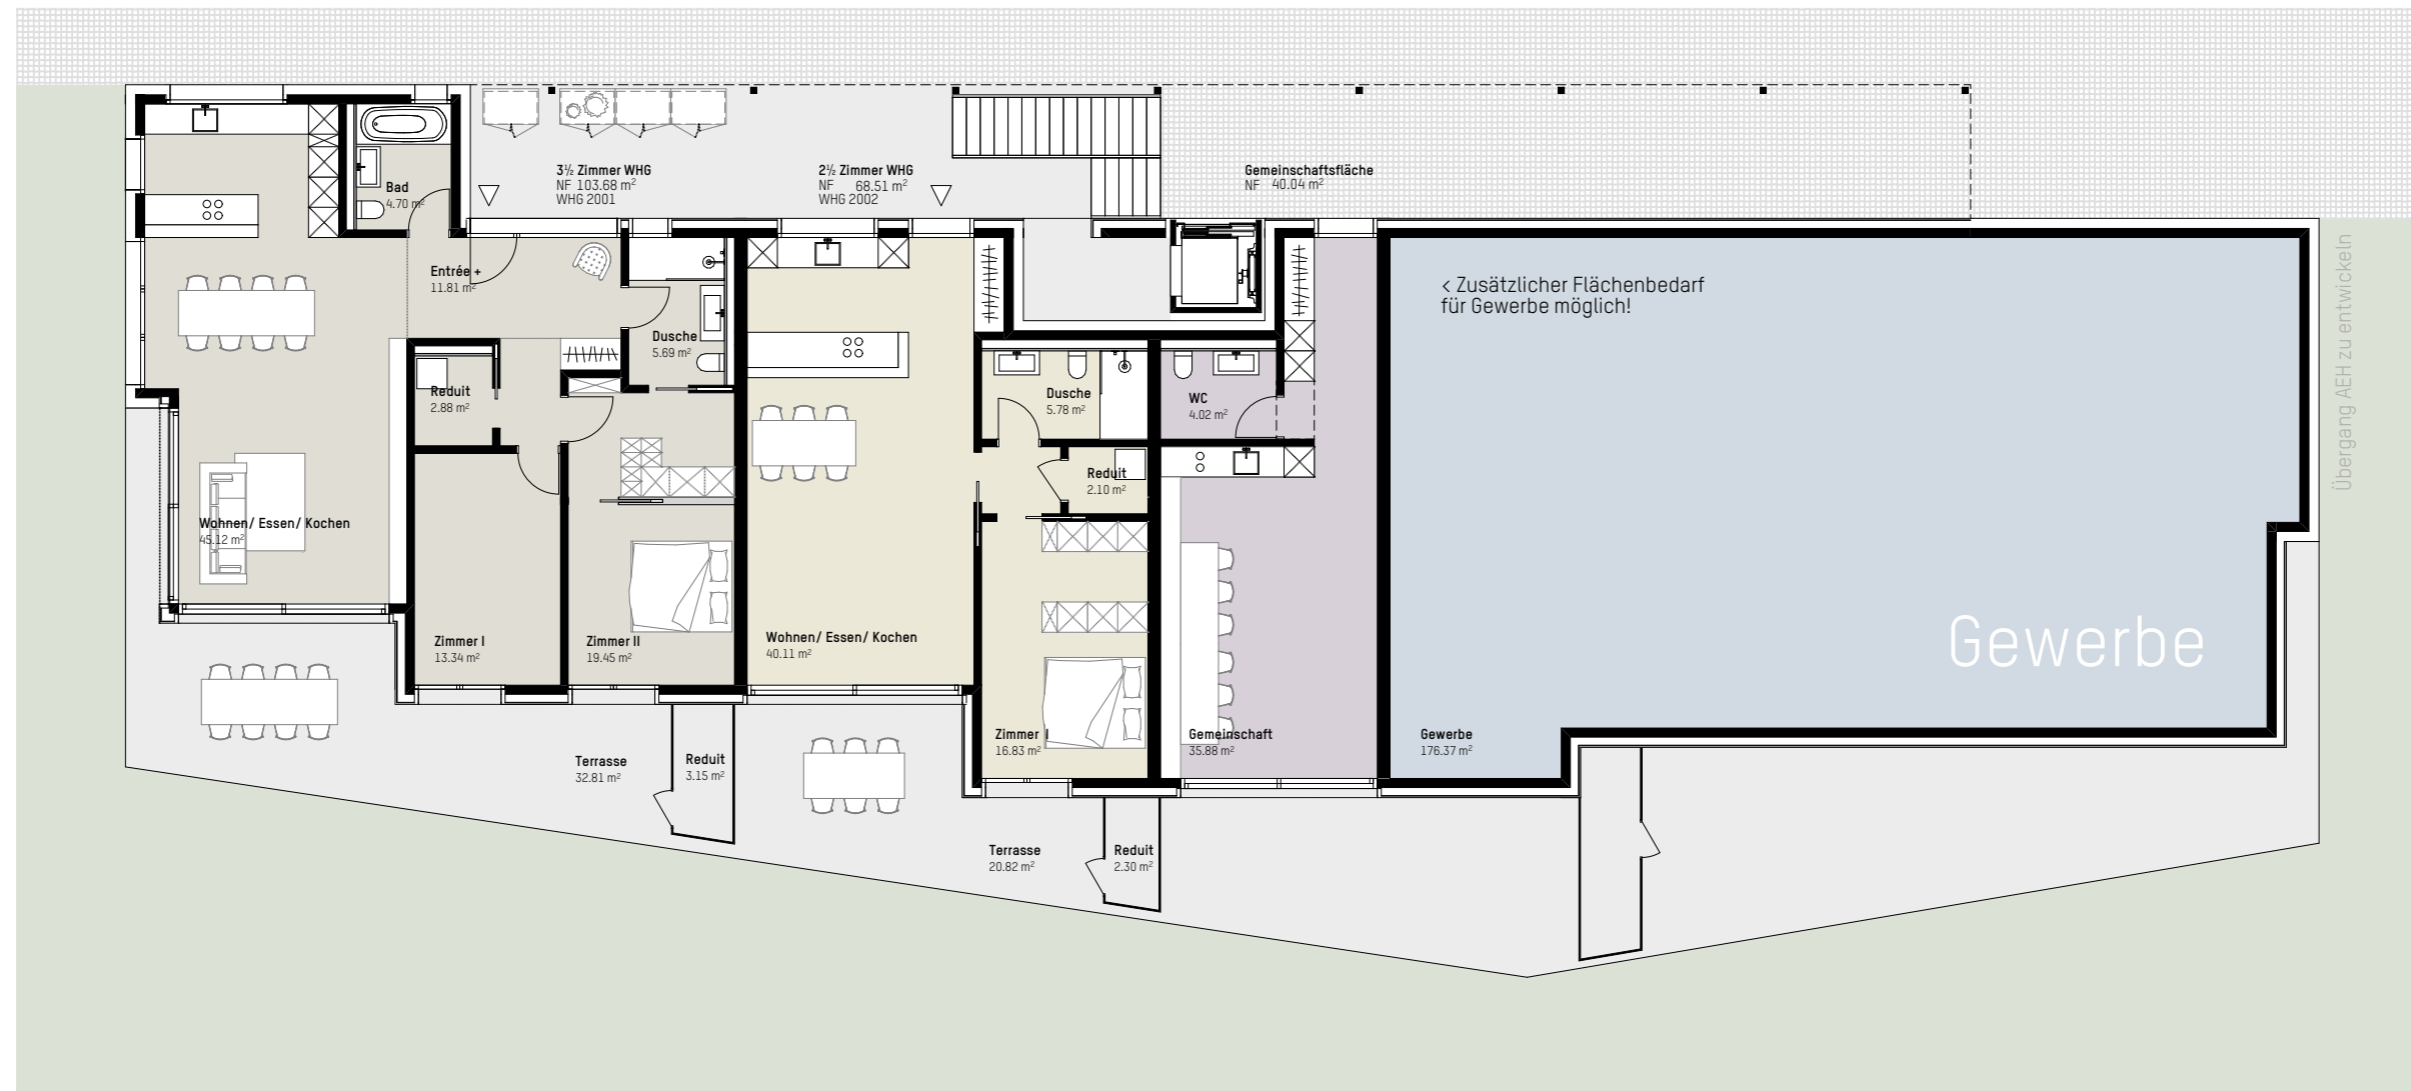 3½ Zimmer WHG
NF 103.68 m²
WHG 2001
2½ Zimmer WHG
NF 68.51 m²
WHG 2002
Gemeinschaftsfläche
NF 40.04 m²
Bad
4.70 m²
Entrée +
11.81 m²
Dusche
5.69 m²
Reduit
2.88 m²
Wohnen/ Essen/ Kochen
45.12 m²
Zimmer I
13.34 m²
Zimmer II
19.45 m²
Terrasse
32.81 m²
Reduit
3.15 m²
Wohnen/ Essen/ Kochen
40.11 m²
Dusche
5.78 m²
Reduit
2.10 m²
Zimmer I
16.83 m²
Terrasse
20.82 m²
Reduit
2.30 m²
WC
4.02 m²
Gemeinschaft
35.88 m²
< Zusätzlicher Flächenbedarf
für Gewerbe möglich!
Gewerbe
Gewerbe
176.37 m²
Übergang AEH zu entwickeln